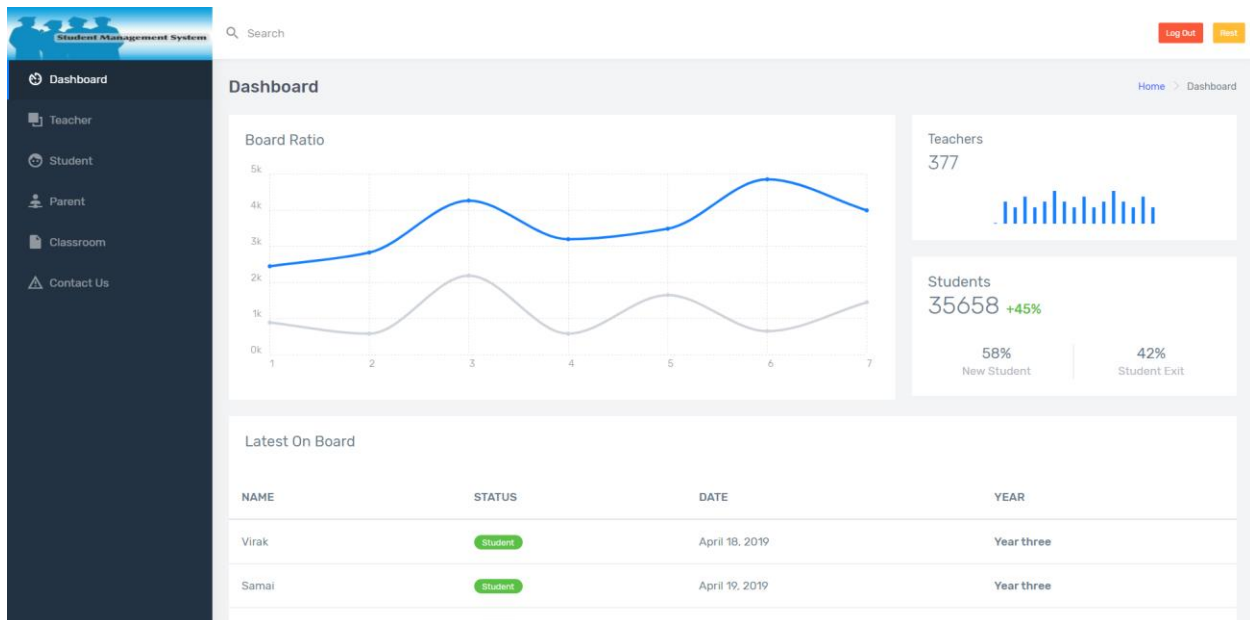 Student Management System
Search
Log Out
Rest
Dashboard
Teacher
Student
Parent
Classroom
Contact Us
Dashboard
Home > Dashboard
Board Ratio
5k
4k
3k
2k
1k
0k
1 2 3 4 5 6 7
Teachers
377
Students
35658 +45%
58% 42%
New Student Student Exit
Latest On Board
NAME STATUS DATE YEAR
Virak Student April 18, 2019 Year three
Samai Student April 19, 2019 Year three